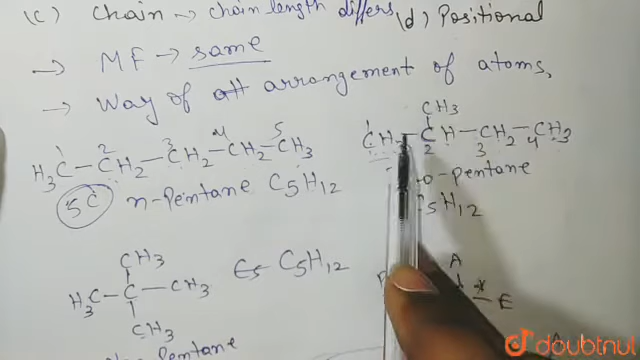 (c) Chain → chain length differs (d) Positional
→ MF → same
→ Way of arrangement of atoms,
CH3
1 2 3 4 5
H3C-CH2-CH2-CH2-CH3
1
CH -CH-CH2-CH3
2 3 4
5C n-Pentane C5H12
o-pentane
5H12
CH3
H3C-C-CH3
CH3
C5H12
A
* E
Pentane
doubtnut